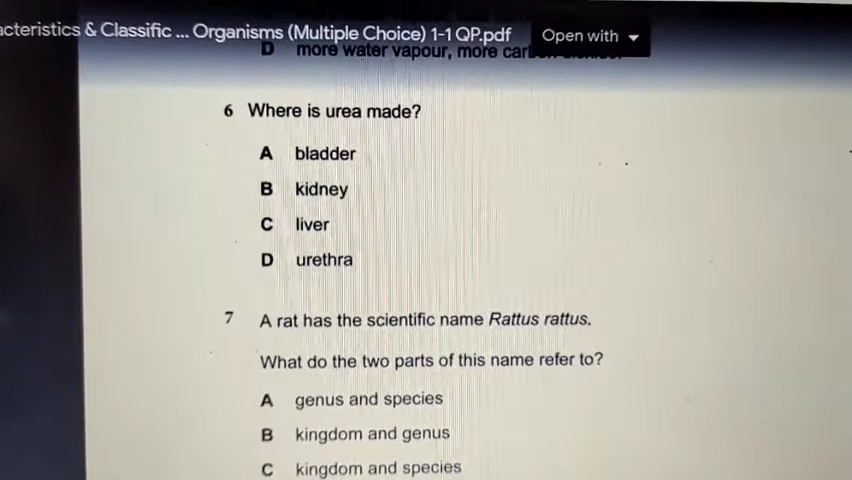 acteristics & Classific ... Organisms (Multiple Choice) 1-1 QP.pdf Open with
D more water vapour, more carbon dioxide.
6 Where is urea made?
A bladder
B kidney
C liver
D urethra
7 A rat has the scientific name Rattus rattus.
What do the two parts of this name refer to?
A genus and species
B kingdom and genus
C kingdom and species